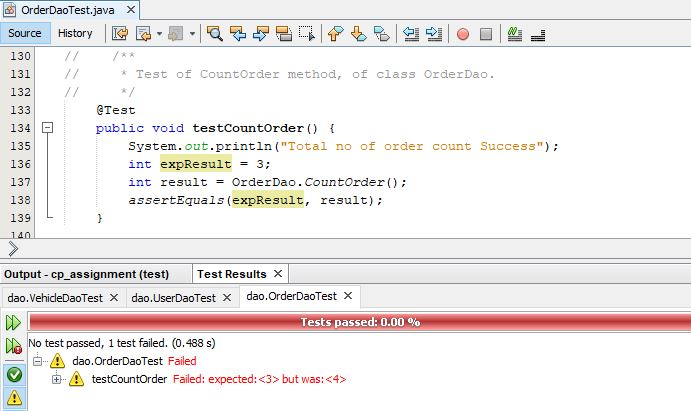 OrderDaoTest.java
Source History
130 // /**
131 // * Test of CountOrder method, of class OrderDao.
132 // */
133 @Test
134 public void testCountOrder() {
135 System.out.println("Total no of order count Success");
136 int expResult = 3;
137 int result = OrderDao.CountOrder();
138 assertEquals(expResult, result);
139 }
140
Output - cp_assignment (test) Test Results
dao.VehicleDaoTest dao.UserDaoTest dao.OrderDaoTest
Tests passed: 0.00 %
No test passed, 1 test failed. (0.488 s)
dao.OrderDaoTest Failed
testCountOrder Failed: expected:<3> but was:<4>